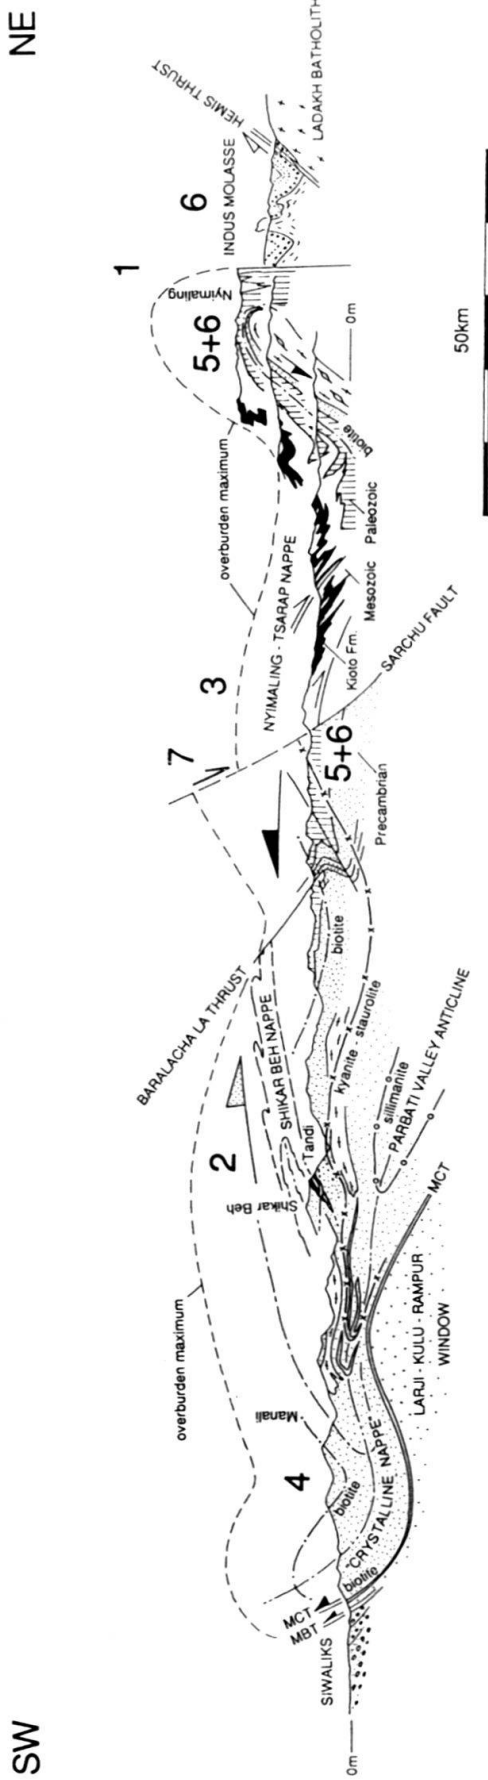 SW
NE
SIWALIKS
MBT
MCT
biotite
"CRYSTALLINE NAPPE"
biotite
4
Manali
overburden maximum
LARJI - KULU - RAMPUR
WINDOW
MCT
PARBATI VALLEY ANTICLINE
sillimanite
kyanite - staurolite
biotite
Tandi
Shikar Beh
SHIKAR BEH NAPPE
2
BARALACHA LA THRUST
7
Precambrian
5+6
SARCHU FAULT
3
NYIMALING - TSARAP NAPPE
overburden maximum
Kioto Fm.
Mesozoic
Paleozoic
biotite
5+6
Nyimaling
1
6
INDUS MOLASSE
HEMIS THRUST
LADAKH BATHOLITH
0m
0m
50km